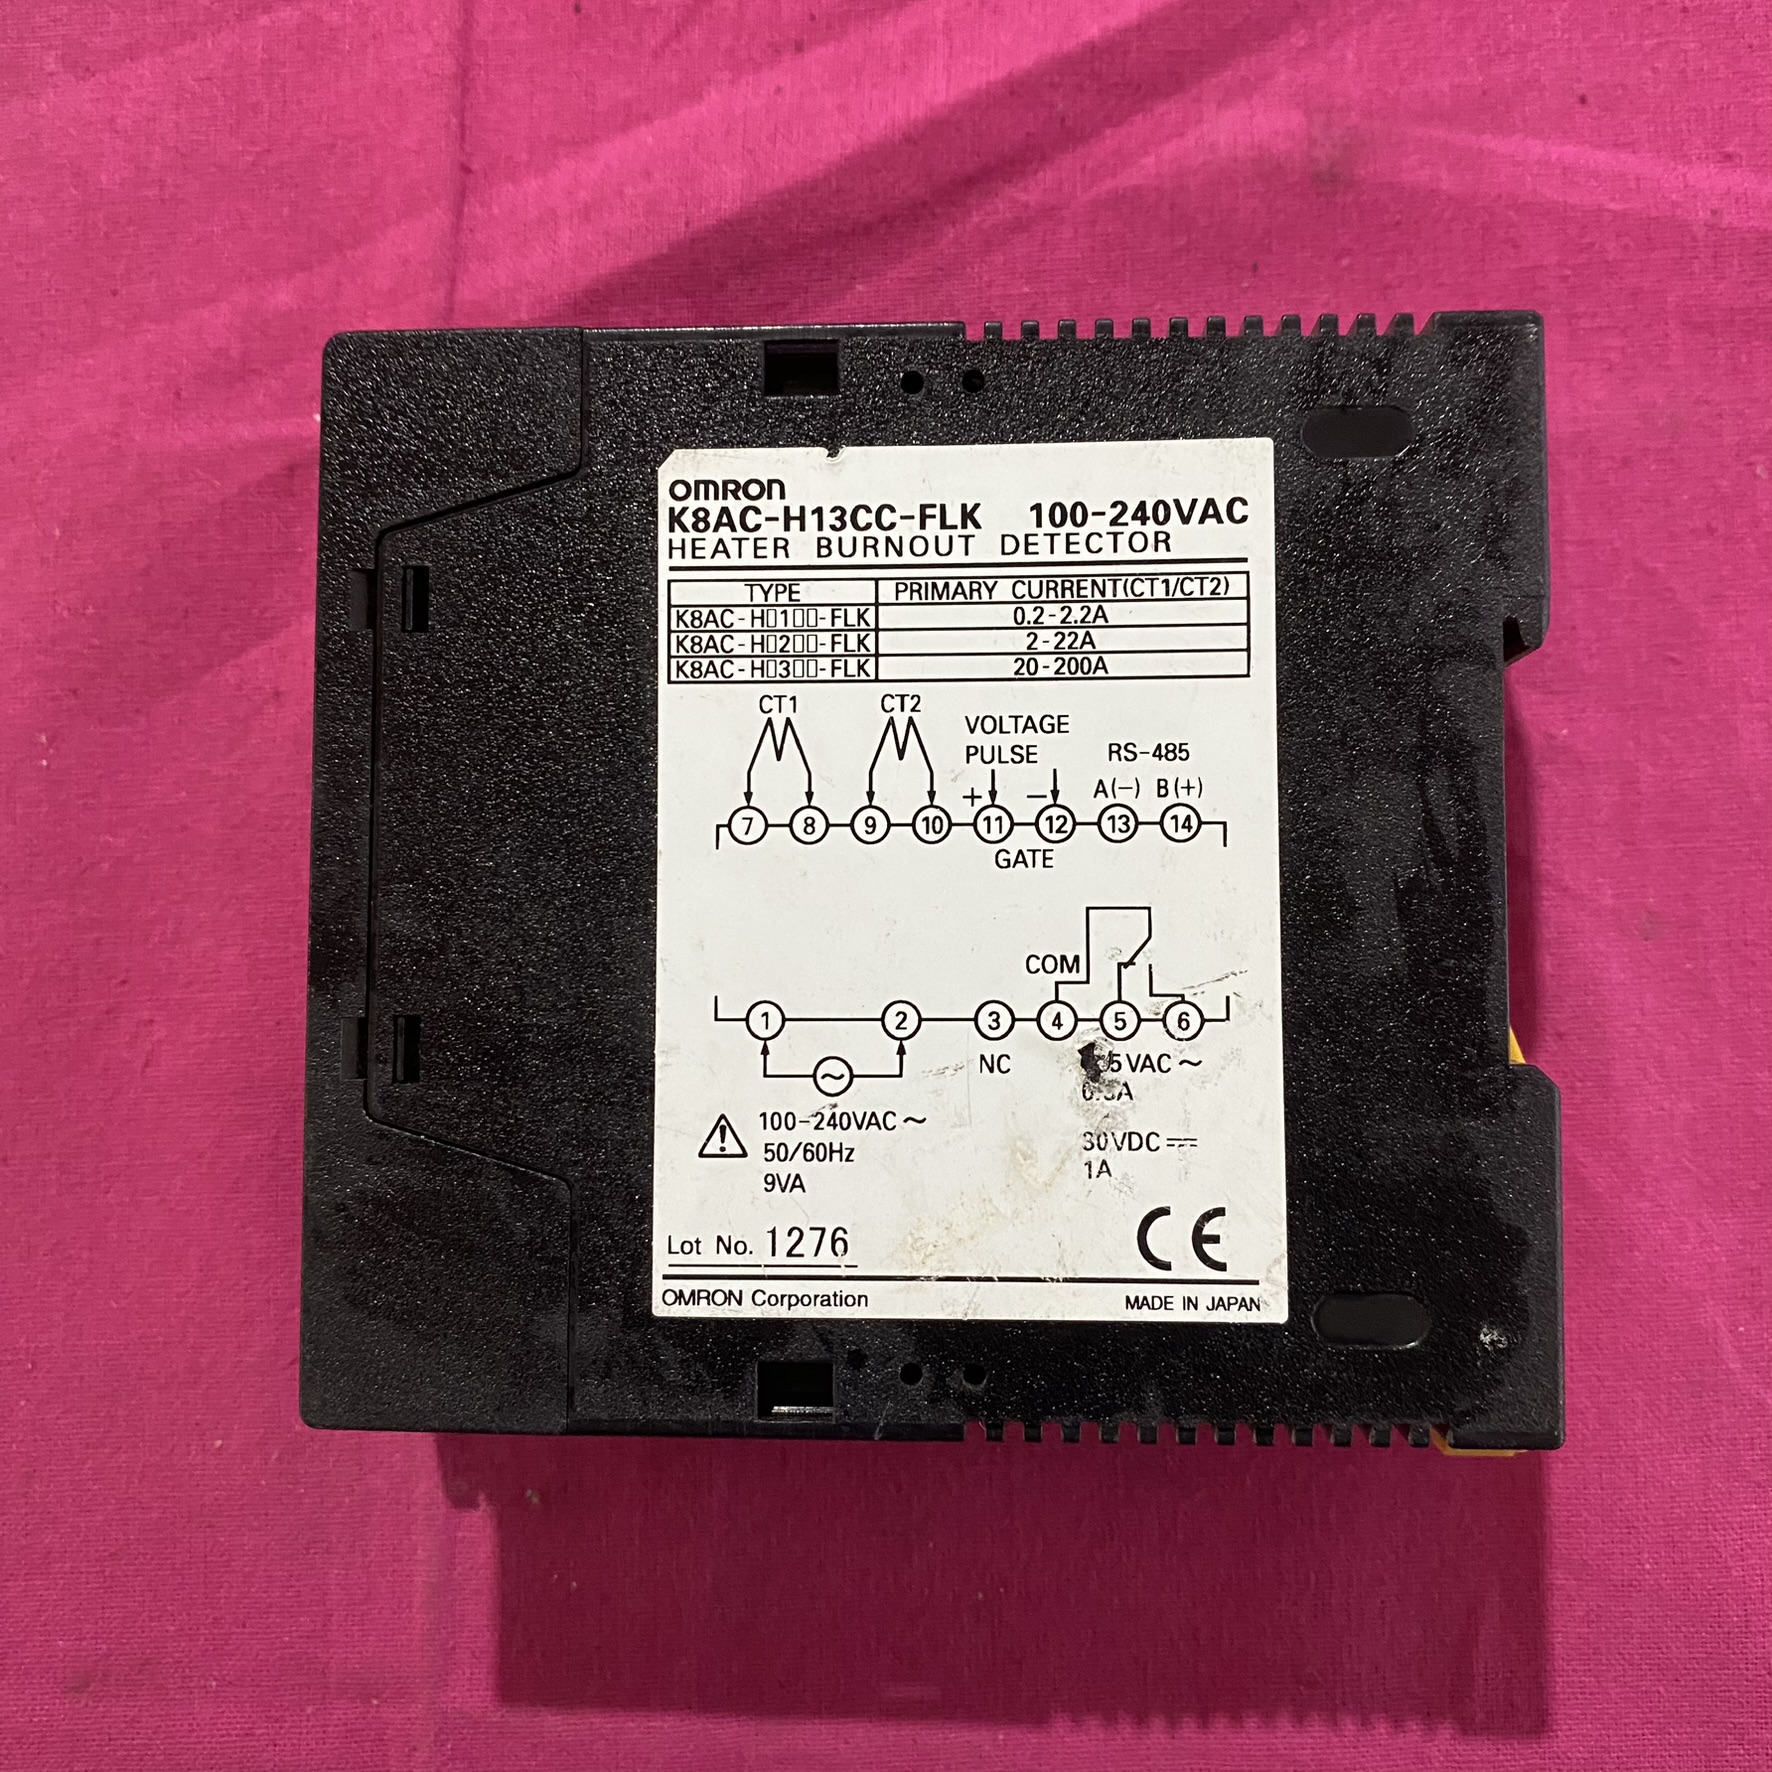 OMRON
K8AC-H13CC-FLK 100-240VAC
HEATER BURNOUT DETECTOR
TYPE PRIMARY CURRENT(CT1/CT2)
K8AC-H□1□□-FLK 0.2-2.2A
K8AC-H□2□□-FLK 2-22A
K8AC-H□3□□-FLK 20-200A
CT1 CT2
VOLTAGE
PULSE RS-485
+ − A(−) B(+)
7 8 9 10 11 12 13 14
GATE
COM
1 2 3 4 5 6
NC 5VAC~
100-240VAC~
50/60Hz
9VA
30VDC⎓
1A
Lot No. 1276
CE
OMRON Corporation MADE IN JAPAN